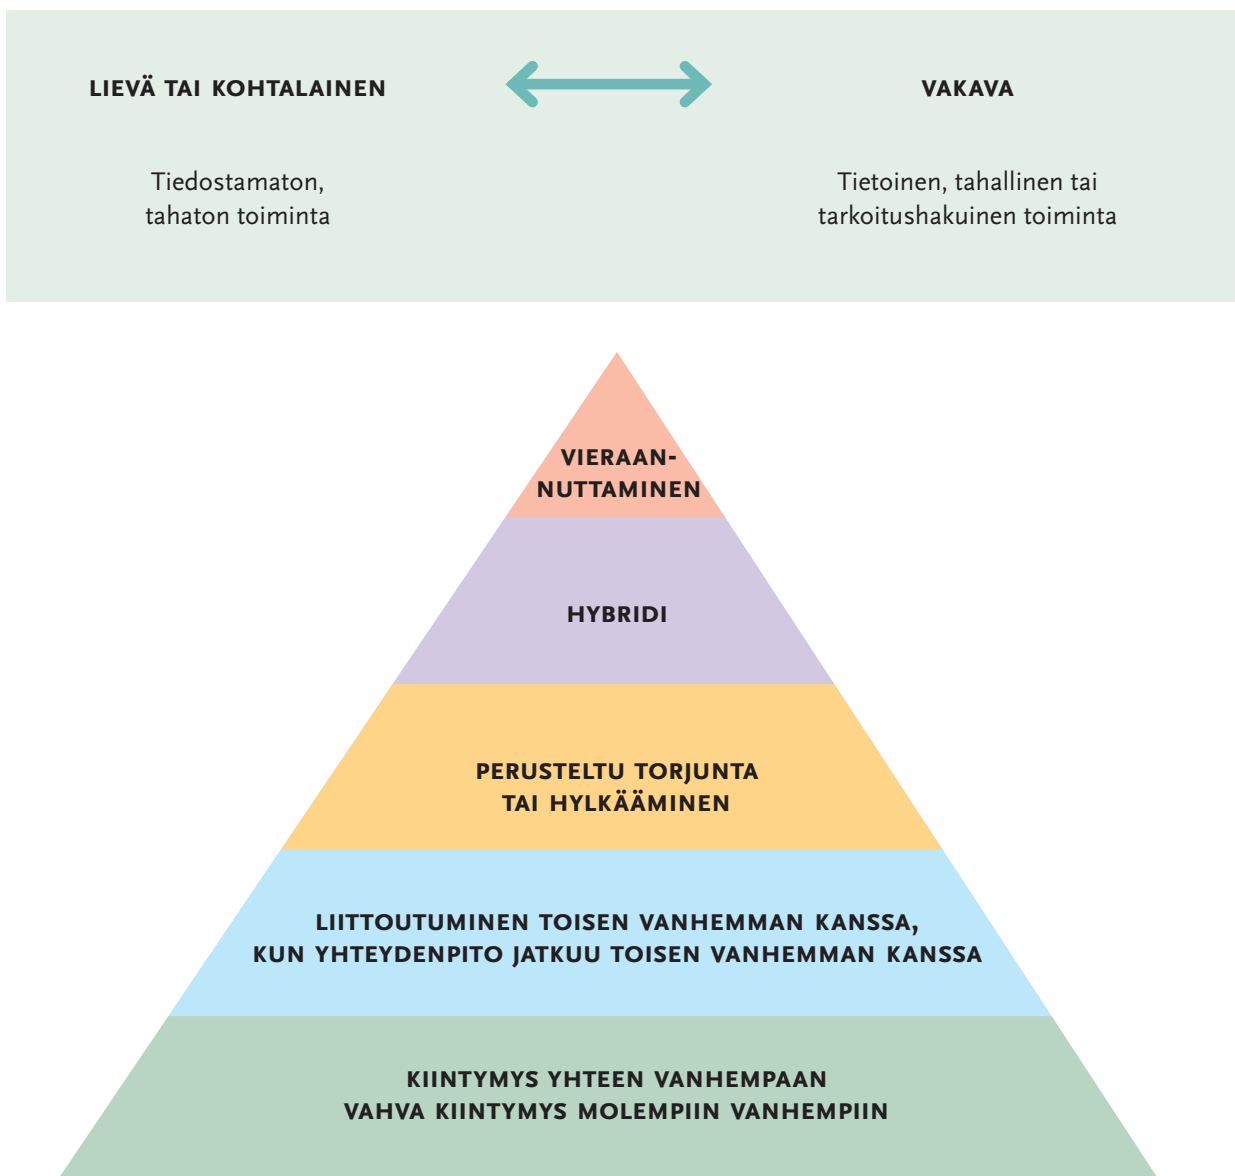 LIEVÄ TAI KOHTALAINEN
VAKAVA
Tiedostamaton,
tahaton toiminta
Tietoinen, tahallinen tai
tarkoitushakuinen toiminta
VIERAAN-
NUTTAMINEN
HYBRIDI
PERUSTELTU TORJUNTA
TAI HYLKÄÄMINEN
LIITTOUTUMINEN TOISEN VANHEMMAN KANSSA,
KUN YHTEYDENPITO JATKUU TOISEN VANHEMMAN KANSSA
KIINTYMYS YHTEEN VANHEMPAAN
VAHVA KIINTYMYS MOLEMPIIN VANHEMPIIN